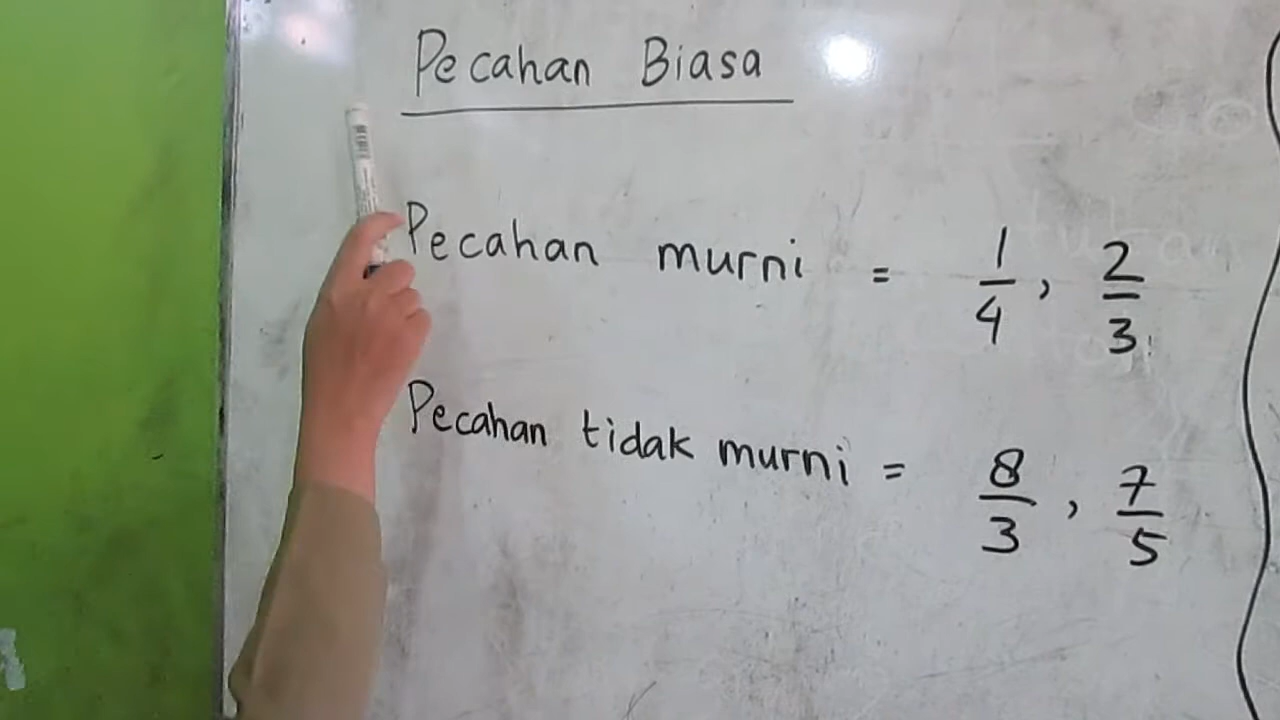 Pecahan Biasa
Pecahan murni = 1/4, 2/3
Pecahan tidak murni = 8/3, 7/5